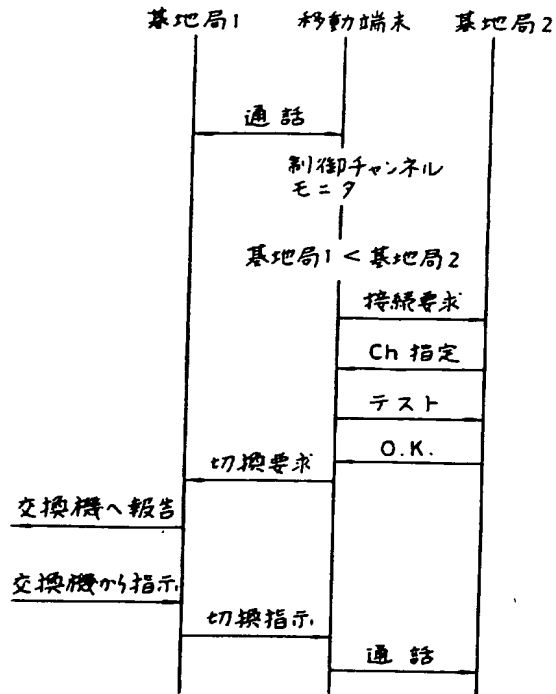 基地局1 移動端末 基地局2
通話
制御チャンネル
モニタ
基地局1 < 基地局2
接続要求
Ch 指定
テスト
O.K.
切換要求
交換機へ報告
交換機から指示
切換指示
通話